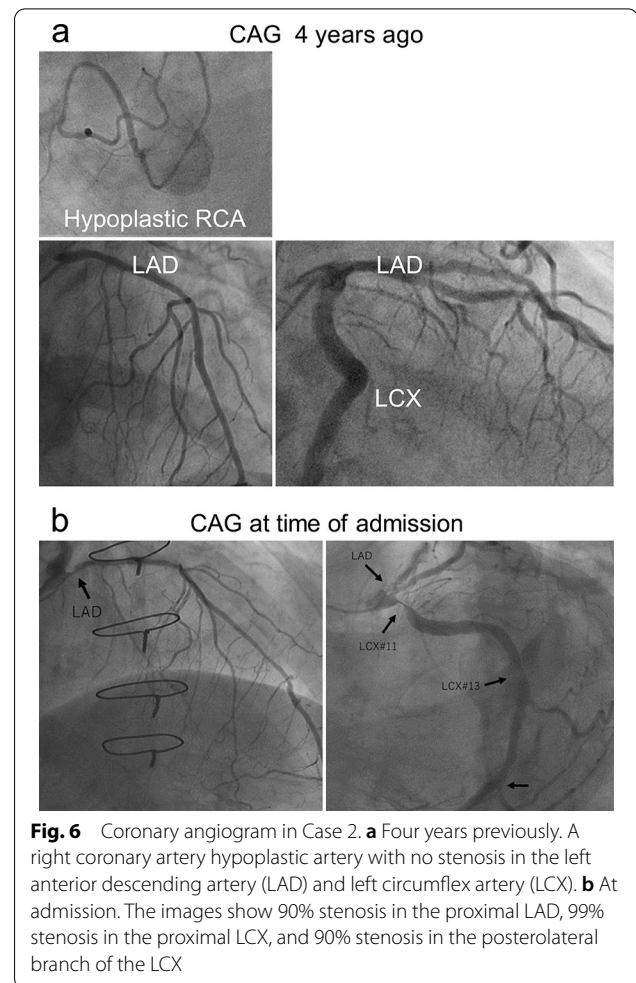 a
CAG 4 years ago
Hypoplastic RCA
LAD
LAD
LCX
b
CAG at time of admission
LAD
LAD
LCX#11
LCX#13
Fig. 6 Coronary angiogram in Case 2. a Four years previously. A
right coronary artery hypoplastic artery with no stenosis in the left
anterior descending artery (LAD) and left circumflex artery (LCX). b At
admission. The images show 90% stenosis in the proximal LAD, 99%
stenosis in the proximal LCX, and 90% stenosis in the posterolateral
branch of the LCX